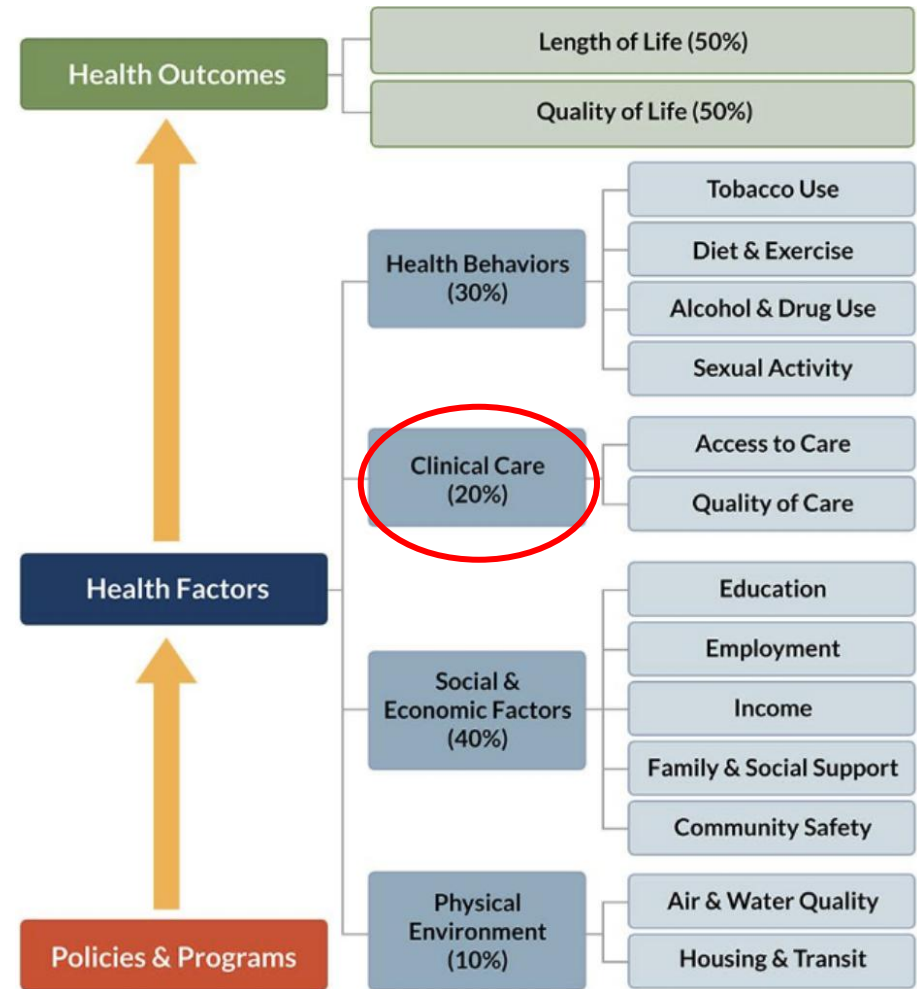 Health Outcomes
Length of Life (50%)
Quality of Life (50%)
Health Factors
Health Behaviors
(30%)
Tobacco Use
Diet & Exercise
Alcohol & Drug Use
Sexual Activity
Clinical Care
(20%)
Access to Care
Quality of Care
Social &
Economic Factors
(40%)
Education
Employment
Income
Family & Social Support
Community Safety
Physical
Environment
(10%)
Air & Water Quality
Housing & Transit
Policies & Programs